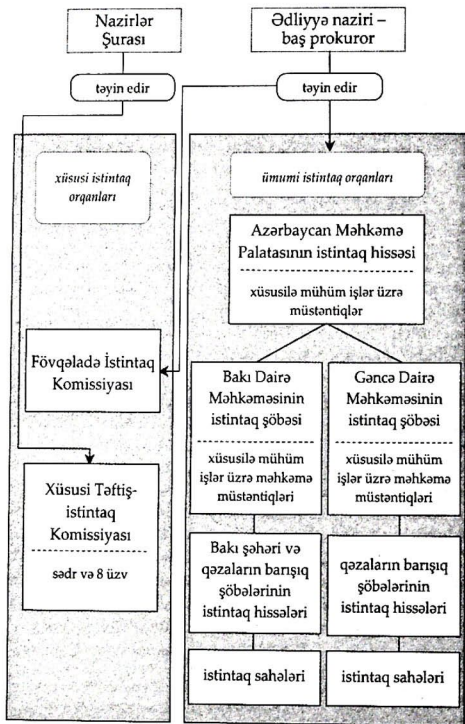 Nazirlər
Şurası
Ədliyyə naziri –
baş prokuror
təyin edir
təyin edir
xüsusi istintaq
orqanları
ümumi istintaq orqanları
Azərbaycan Məhkəmə
Palatasının istintaq hissəsi
xüsusilə mühüm işlər üzrə
müstəntiqlər
Fövqəladə İstintaq
Komissiyası
Bakı Dairə
Məhkəməsinin
istintaq şöbəsi
xüsusilə mühüm
işlər üzrə məhkəmə
müstəntiqləri
Gəncə Dairə
Məhkəməsinin
istintaq şöbəsi
xüsusilə mühüm
işlər üzrə məhkəmə
müstəntiqləri
Xüsusi Təftiş-
istintaq
Komissiyası
sədr və 8 üzv
Bakı şəhəri və
qəzaların barışıq
şöbələrinin
istintaq hissələri
qəzaların barışıq
şöbələrinin
istintaq hissələri
istintaq sahələri
istintaq sahələri